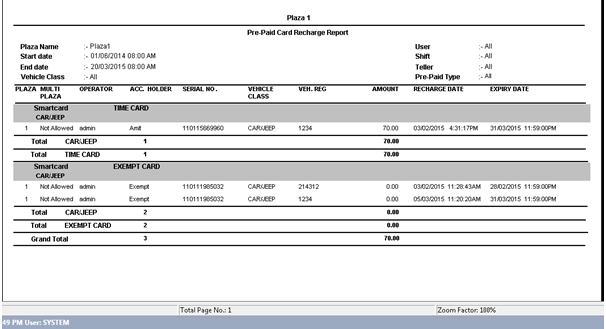 Plaza 1
Pre-Paid Card Recharge Report
Plaza Name :- Plaza1 User :- All
Start date :- 01/06/2014 08:00 AM Shift :- All
End date :- 20/03/2015 08:00 AM Teller :- All
Vehicle Class :- All Pre-Paid Type :- All
PLAZA MULTI PLAZA OPERATOR ACC. HOLDER SERIAL NO. VEHICLE CLASS VEH. REG AMOUNT RECHARGE DATE EXPIRY DATE
Smartcard TIME CARD
CAR/JEEP
1 Not Allowed admin Amit 110115669960 CAR/JEEP 1234 70.00 03/02/2015 4:31:17PM 31/03/2015 11:59:00PM
Total CAR/JEEP 1 70.00
Total TIME CARD 1 70.00
Smartcard EXEMPT CARD
CAR/JEEP
1 Not Allowed admin Exempt 110111985032 CAR/JEEP 214312 0.00 03/02/2015 11:28:43AM 28/02/2015 11:59:00PM
1 Not Allowed admin Exempt 110111985032 CAR/JEEP 1234 0.00 05/03/2015 11:20:20AM 31/03/2015 11:59:00PM
Total CAR/JEEP 2 0.00
Total EXEMPT CARD 2 0.00
Grand Total 3 70.00
Total Page No.: 1 Zoom Factor: 100%
49 PM User: SYSTEM